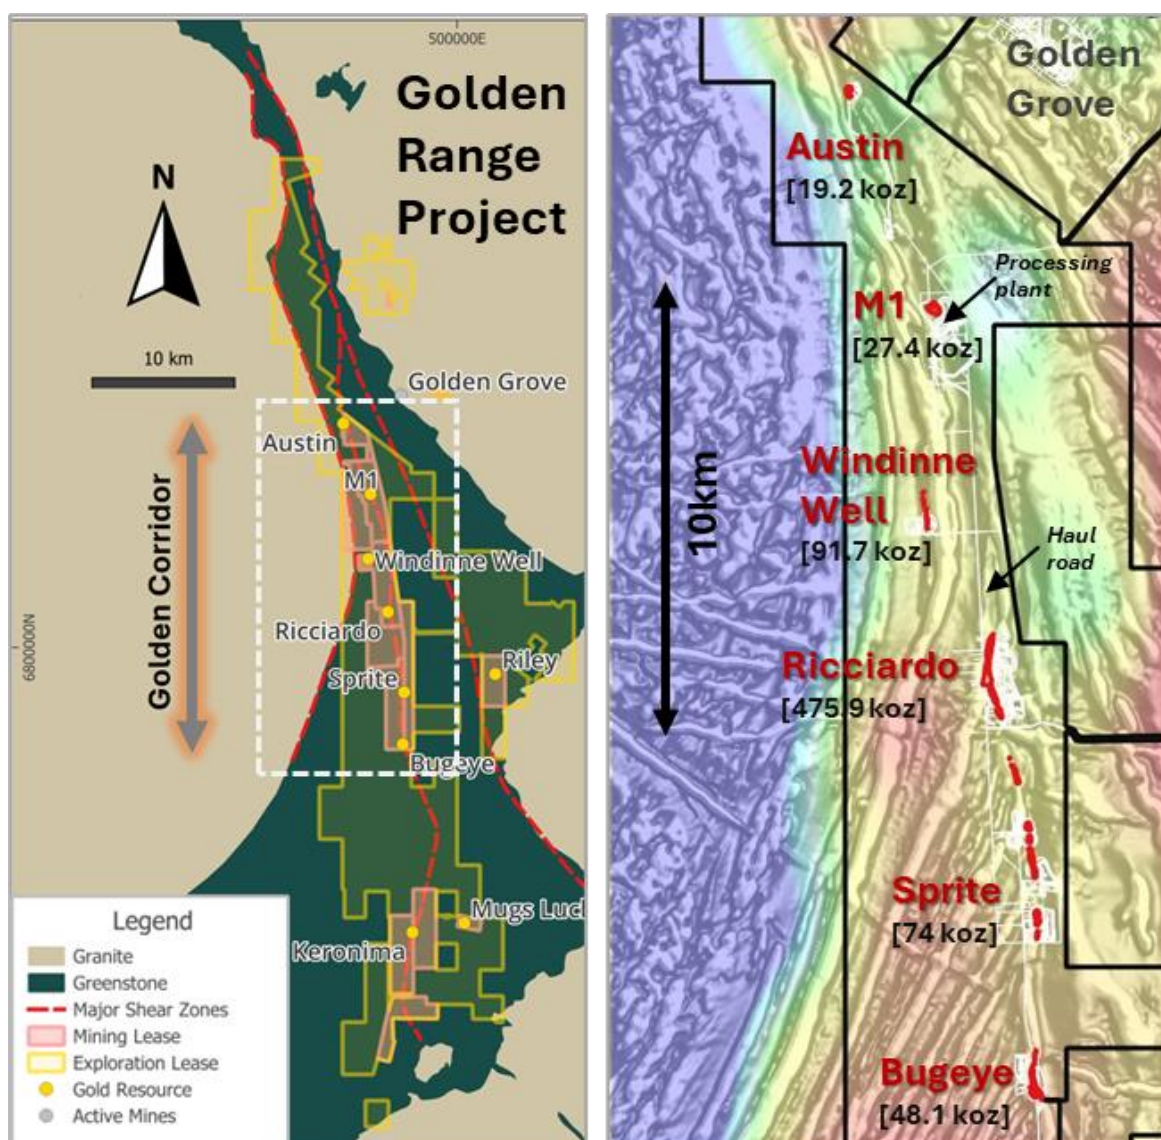 500000E
Golden
Range
Project
N
10 km
Golden Grove
Austin
M1
Windinne Well
Ricciardo
Sprite
Riley
Bugeye
Golden Corridor
6800000N
Mugs Luc
Keronima
Legend
Granite
Greenstone
Major Shear Zones
Mining Lease
Exploration Lease
Gold Resource
Active Mines
Golden
Grove
Austin
[19.2 koz]
Processing
plant
M1
[27.4 koz]
10km
Windinne
Well
[91.7 koz]
Haul
road
Ricciardo
[475.9 koz]
Sprite
[74 koz]
Bugeye
[48.1 koz]